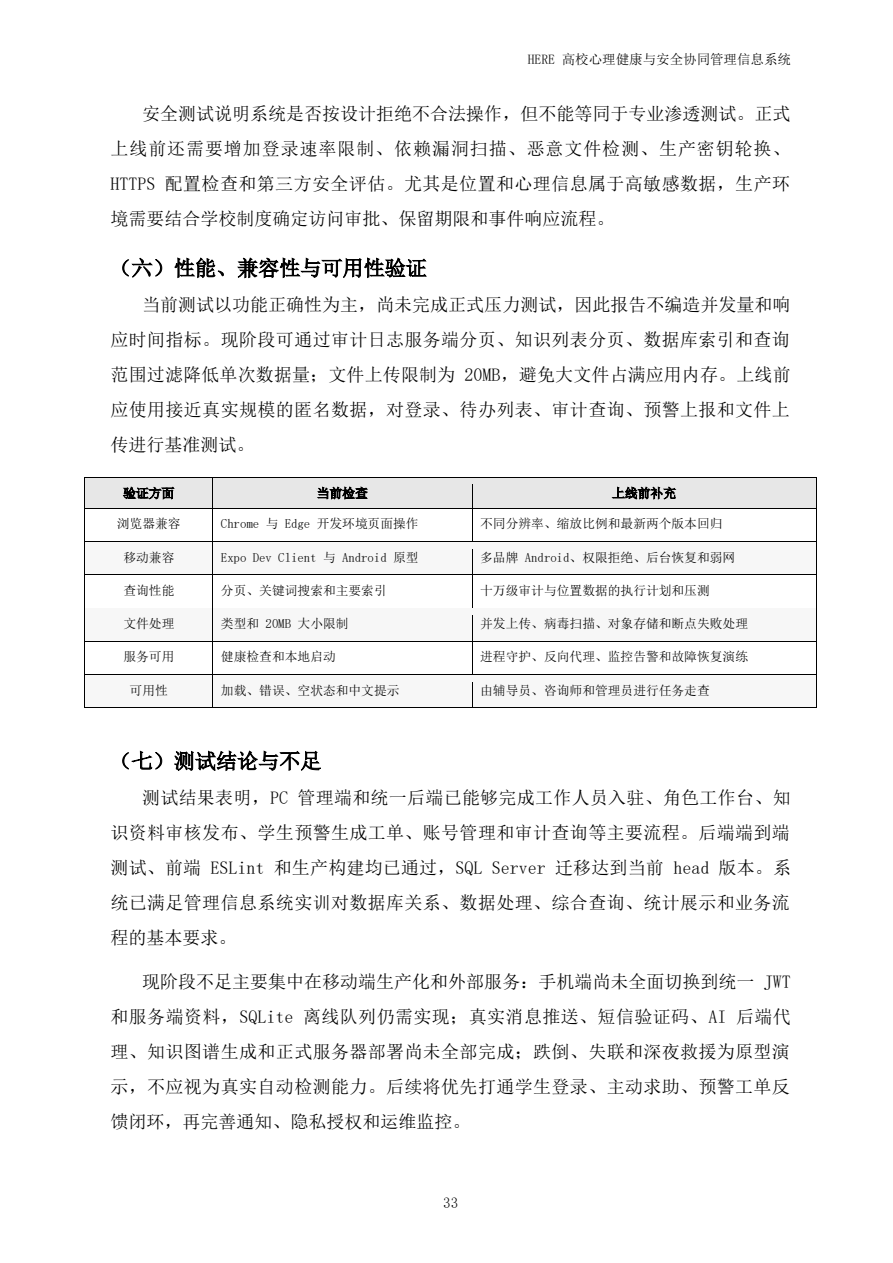 HERE 高校心理健康与安全协同管理信息系统
安全测试说明系统是否按设计拒绝不合法操作，但不能等同于专业渗透测试。正式
上线前还需要增加登录速率限制、依赖漏洞扫描、恶意文件检测、生产密钥轮换、
HTTPS 配置检查和第三方安全评估。尤其是位置和心理信息属于高敏感数据，生产环
境需要结合学校制度确定访问审批、保留期限和事件响应流程。
（六）性能、兼容性与可用性验证
当前测试以功能正确性为主，尚未完成正式压力测试，因此报告不编造并发量和响
应时间指标。现阶段可通过审计日志服务端分页、知识列表分页、数据库索引和查询
范围过滤降低单次数据量；文件上传限制为 20MB，避免大文件占满应用内存。上线前
应使用接近真实规模的匿名数据，对登录、待办列表、审计查询、预警上报和文件上
传进行基准测试。
验证方面 当前检查 上线前补充
浏览器兼容 Chrome 与 Edge 开发环境页面操作 不同分辨率、缩放比例和最新两个版本回归
移动兼容 Expo Dev Client 与 Android 原型 多品牌 Android、权限拒绝、后台恢复和弱网
查询性能 分页、关键词搜索和主要索引 十万级审计与位置数据的执行计划和压测
文件处理 类型和 20MB 大小限制 并发上传、病毒扫描、对象存储和断点失败处理
服务可用 健康检查和本地启动 进程守护、反向代理、监控告警和故障恢复演练
可用性 加载、错误、空状态和中文提示 由辅导员、咨询师和管理员进行任务走查
（七）测试结论与不足
测试结果表明，PC 管理端和统一后端已能够完成工作人员入驻、角色工作台、知
识资料审核发布、学生预警生成工单、账号管理和审计查询等主要流程。后端端到端
测试、前端 ESLint 和生产构建均已通过，SQL Server 迁移达到当前 head 版本。系
统已满足管理信息系统实训对数据库关系、数据处理、综合查询、统计展示和业务流
程的基本要求。
现阶段不足主要集中在移动端生产化和外部服务：手机端尚未全面切换到统一 JWT
和服务端资料，SQLite 离线队列仍需实现；真实消息推送、短信验证码、AI 后端代
理、知识图谱生成和正式服务器部署尚未全部完成；跌倒、失联和深夜救援为原型演
示，不应视为真实自动检测能力。后续将优先打通学生登录、主动求助、预警工单反
馈闭环，再完善通知、隐私授权和运维监控。
33